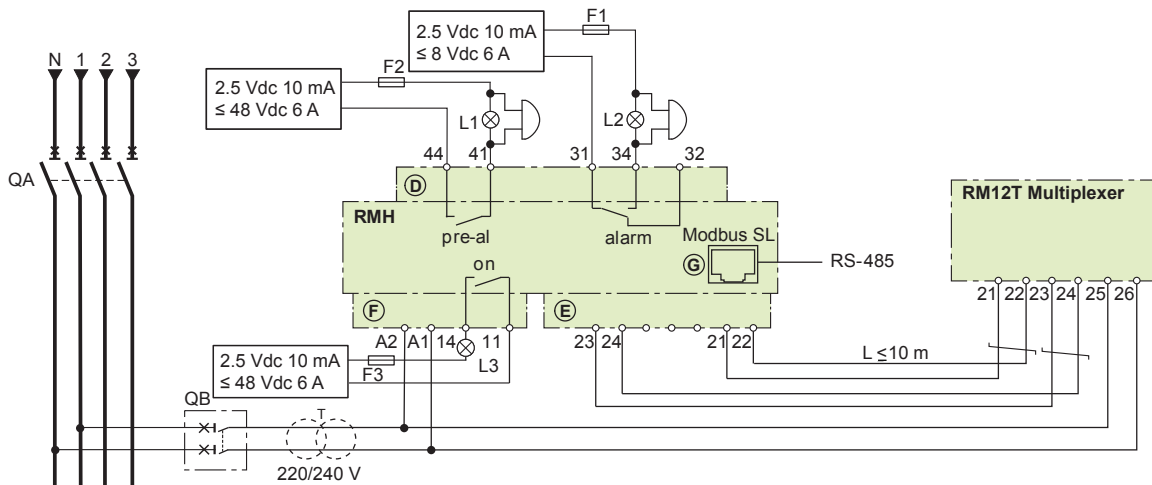 F1
2.5 Vdc 10 mA
≤ 8 Vdc 6 A
N 1 2 3
F2
2.5 Vdc 10 mA
≤ 48 Vdc 6 A
L1
L2
44 41 31 34 32
QA
D
RM12T Multiplexer
RMH
pre-al
alarm
Modbus SL
on
G
RS-485
21 22 23 24 25 26
F
E
A2 A1 14 11
23 24 21 22
L ≤10 m
2.5 Vdc 10 mA
≤ 48 Vdc 6 A
F3
L3
QB
T
220/240 V